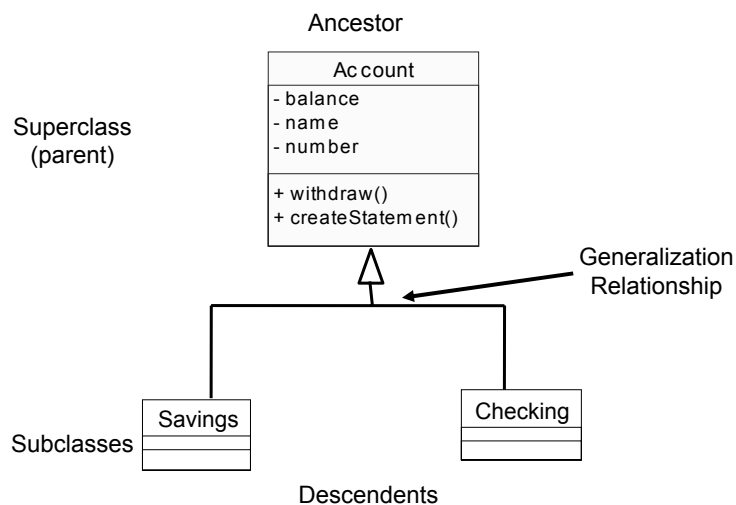 Ancestor
Account
- balance
- name
- number
Superclass
(parent)
+ withdraw()
+ createStatement()
Generalization
Relationship
Savings
Checking
Subclasses
Descendents